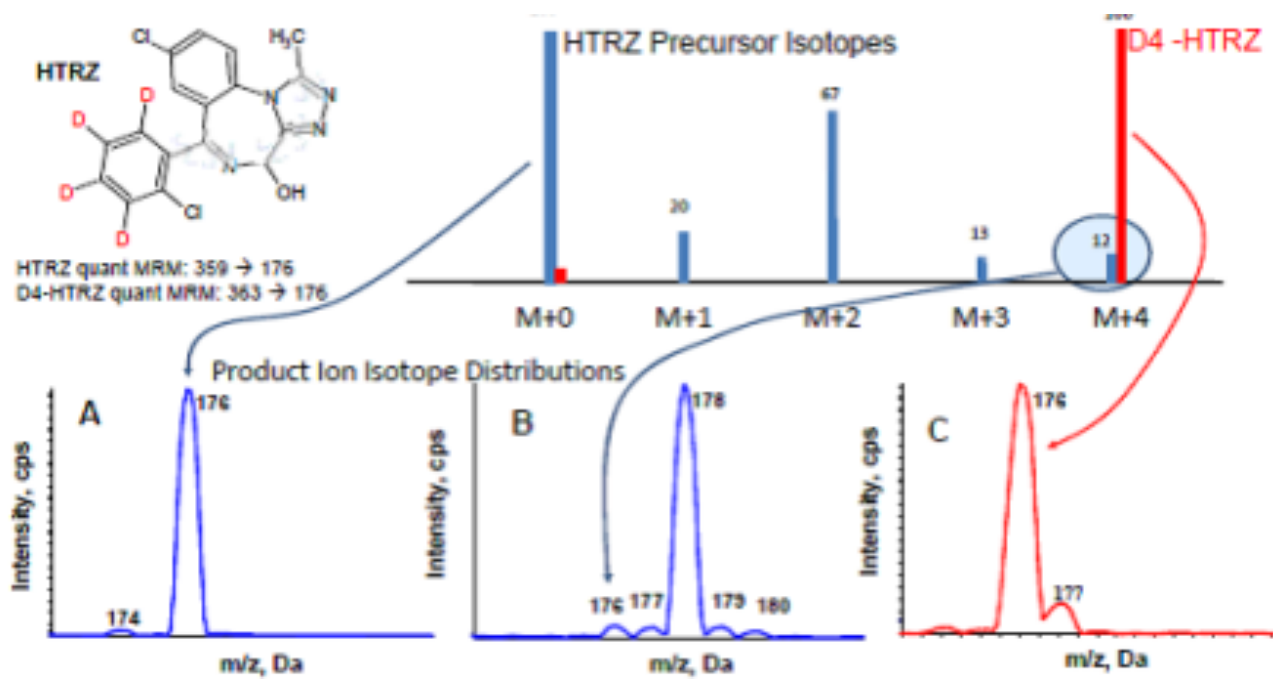 HTRZ Precursor Isotopes
D4 -HTRZ
HTRZ
Cl
H₃C
N
N
N
N
OH
Cl
D
D
D
D
67
20
13
12
M+0
M+1
M+2
M+3
M+4
HTRZ quant MRM: 359 → 176
D4-HTRZ quant MRM: 363 → 176
Product Ion Isotope Distributions
A
176
174
Intensity, cps
m/z, Da
B
178
176
177
179
180
Intensity, cps
m/z, Da
C
176
177
Intensity, cps
m/z, Da